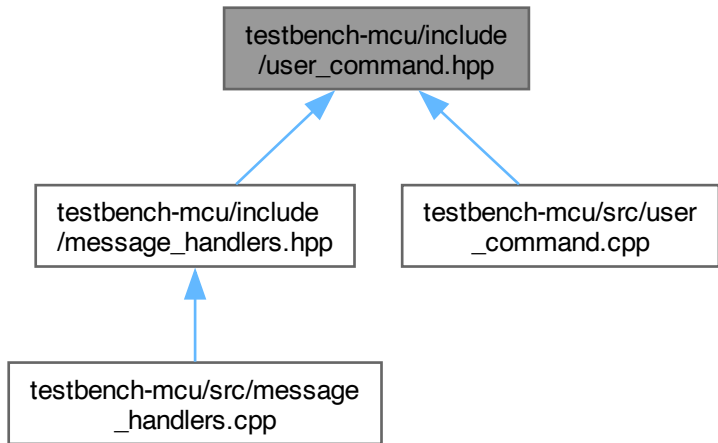 testbench-mcu/include
/user_command.hpp
testbench-mcu/include
/message_handlers.hpp
testbench-mcu/src/user
_command.cpp
testbench-mcu/src/message
_handlers.cpp